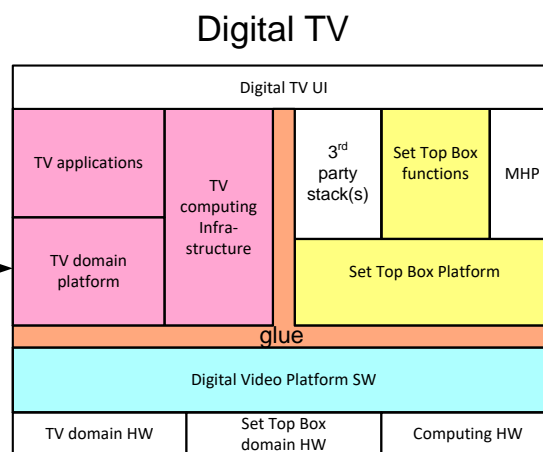 Digital TV
Digital TV UI
TV applications
TV
computing
Infra-
structure
3rd
party
stack(s)
Set Top Box
functions
MHP
TV domain
platform
Set Top Box Platform
glue
Digital Video Platform SW
TV domain HW
Set Top Box
domain HW
Computing HW